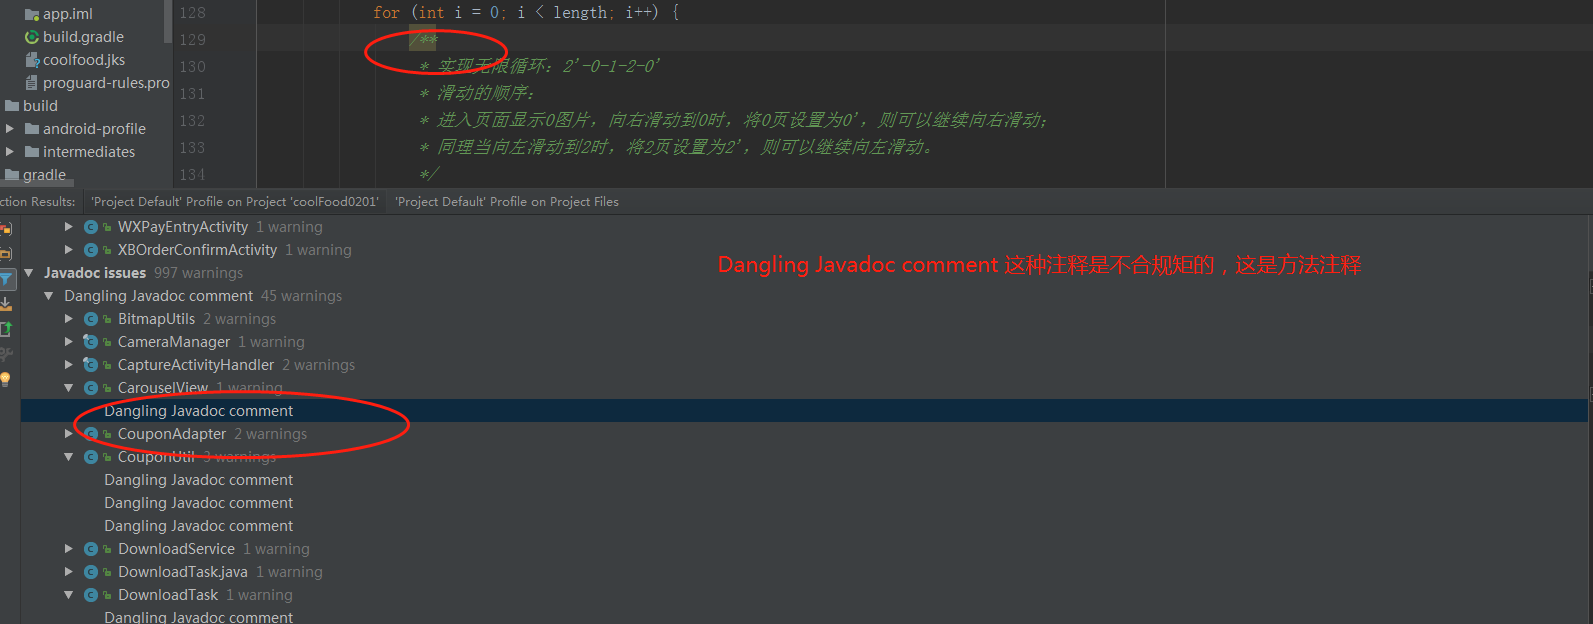 app.iml
build.gradle
coolfood.jks
proguard-rules.pro
build
android-profile
intermediates
gradle
128 for (int i = 0; i < length; i++) {
129 /**
130 * 实现无限循环：2'-0-1-2-0'
131 * 滑动的顺序：
132 * 进入页面显示0图片，向右滑动到0时，将0页设置为0'，则可以继续向右滑动；
133 * 同理当向左滑动到2时，将2页设置为2'，则可以继续向左滑动。
134 */
ction Results: 'Project Default' Profile on Project 'coolFood0201' 'Project Default' Profile on Project Files
WXPayEntryActivity 1 warning
XBOrderConfirmActivity 1 warning
Dangling Javadoc comment 这种注释是不合规矩的，这是方法注释
Javadoc issues 997 warnings
Dangling Javadoc comment 45 warnings
BitmapUtils 2 warnings
CameraManager 1 warning
CaptureActivityHandler 2 warnings
CarouselView 1 warning
Dangling Javadoc comment
CouponAdapter 2 warnings
CouponUtil 3 warnings
Dangling Javadoc comment
Dangling Javadoc comment
Dangling Javadoc comment
DownloadService 1 warning
DownloadTask.java 1 warning
DownloadTask 1 warning
Dangling Javadoc comment